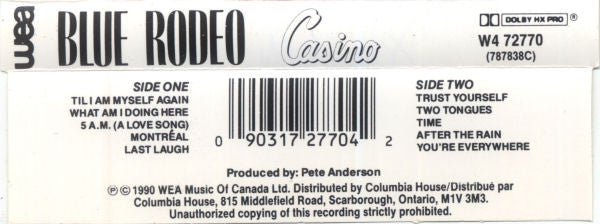 wea
BLUE RODEO
Casino
DOLBY HX PRO ®
W4 72770
(787838C)
SIDE ONE
TIL I AM MYSELF AGAIN
WHAT AM I DOING HERE
5 A.M. (A LOVE SONG)
MONTRÉAL
LAST LAUGH
0 90317 27704 2
SIDE TWO
TRUST YOURSELF
TWO TONGUES
TIME
AFTER THE RAIN
YOU'RE EVERYWHERE
Produced by: Pete Anderson
℗ © 1990 WEA Music Of Canada Ltd. Distributed by Columbia House/Distribué par
Columbia House, 815 Middlefield Road, Scarborough, Ontario, M1V 3M3.
Unauthorized copying of this recording strictly prohibited.